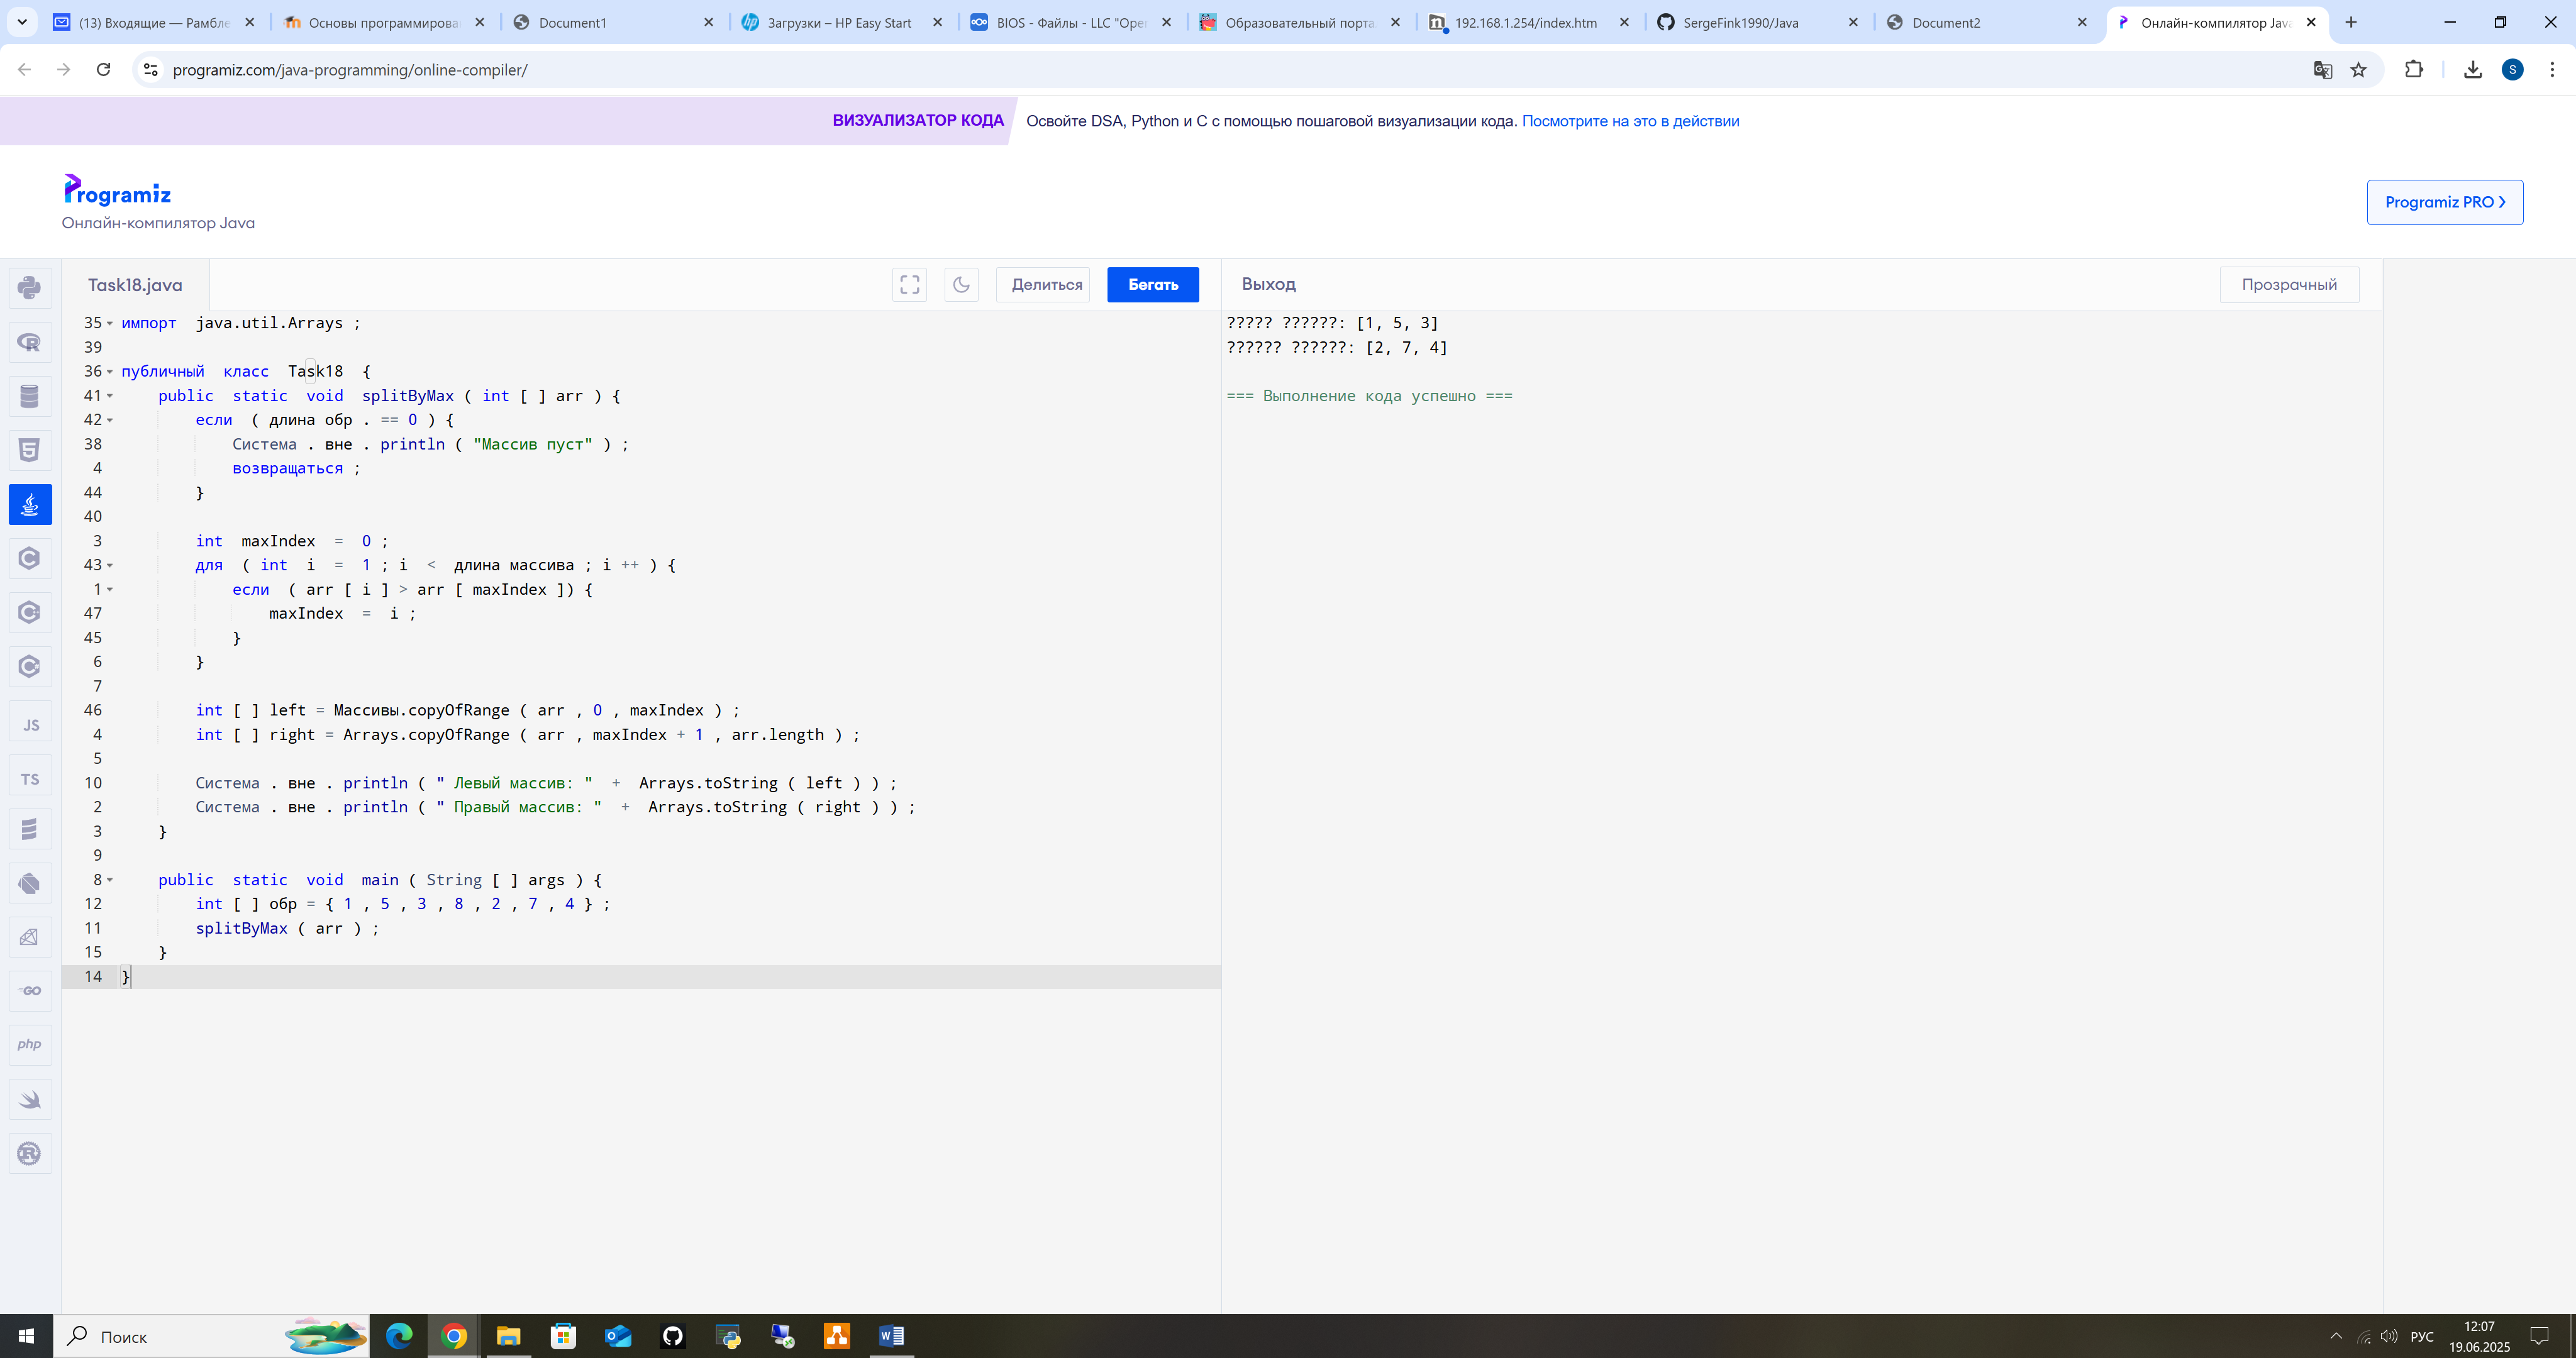 (13) Входящие — Рамбле
Основы программирова
Document1
Загрузки – HP Easy Start
BIOS - Файлы - LLC "Ope
Образовательный порта
192.168.1.254/index.htm
SergeFink1990/Java
Document2
Онлайн-компилятор Java
programiz.com/java-programming/online-compiler/
ВИЗУАЛИЗАТОР КОДА Освойте DSA, Python и C с помощью пошаговой визуализации кода. Посмотрите на это в действии
Programiz
Онлайн-компилятор Java
Programiz PRO
Task18.java
Делиться
Бегать
Выход
Прозрачный
35 импорт java.util.Arrays ;
39
36 публичный класс Task18 {
41 public static void splitByMax ( int [ ] arr ) {
42 если ( длина обр . == 0 ) {
38 Система . вне . println ( "Массив пуст" ) ;
4 возвращаться ;
44 }
40
3 int maxIndex = 0 ;
43 для ( int i = 1 ; i < длина массива ; i ++ ) {
1 если ( arr [ i ] > arr [ maxIndex ]) {
47 maxIndex = i ;
45 }
6 }
7
46 int [ ] left = Массивы.copyOfRange ( arr , 0 , maxIndex ) ;
4 int [ ] right = Arrays.copyOfRange ( arr , maxIndex + 1 , arr.length ) ;
5
10 Система . вне . println ( " Левый массив: " + Arrays.toString ( left ) ) ;
2 Система . вне . println ( " Правый массив: " + Arrays.toString ( right ) ) ;
3 }
9
8 public static void main ( String [ ] args ) {
12 int [ ] обр = { 1 , 5 , 3 , 8 , 2 , 7 , 4 } ;
11 splitByMax ( arr ) ;
15 }
14 }
????? ??????: [1, 5, 3]
?????? ??????: [2, 7, 4]
=== Выполнение кода успешно ===
JS
TS
GO
php
Поиск
РУС
12:07
19.06.2025